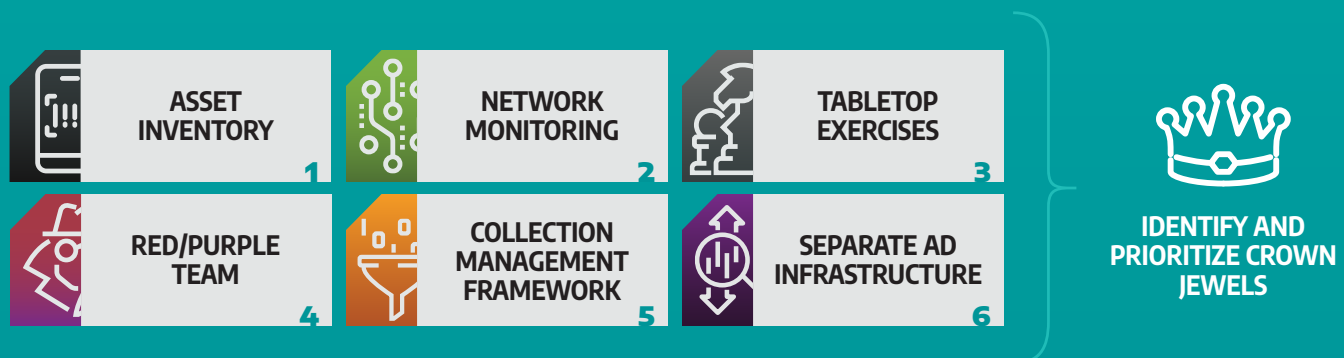 ASSET
INVENTORY
1
NETWORK
MONITORING
2
TABLETOP
EXERCISES
3
RED/PURPLE
TEAM
4
COLLECTION
MANAGEMENT
FRAMEWORK
5
SEPARATE AD
INFRASTRUCTURE
6
IDENTIFY AND
PRIORITIZE CROWN
JEWELS